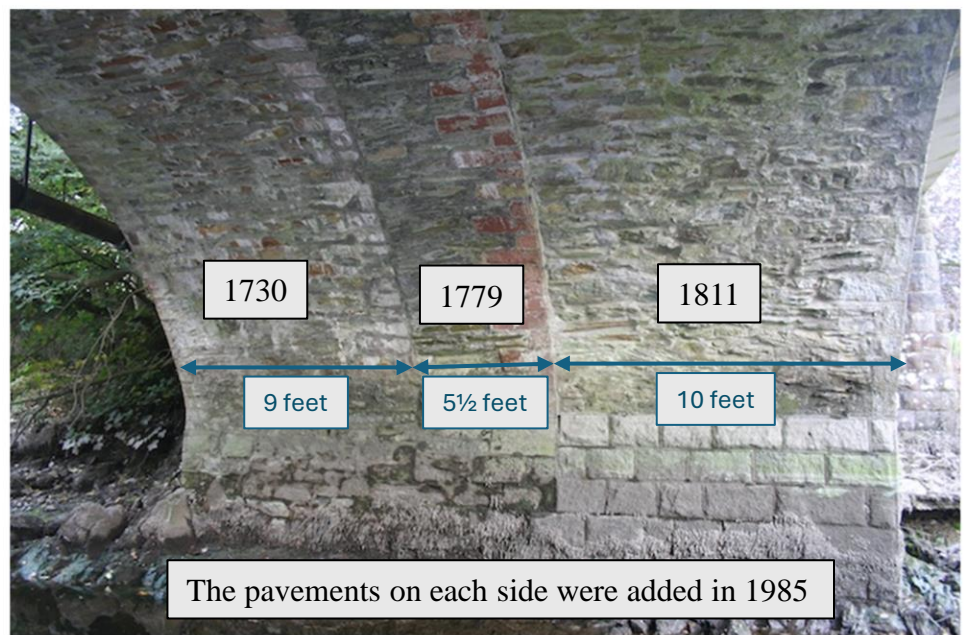 1730
1779
1811
9 feet
5½ feet
10 feet
The pavements on each side were added in 1985